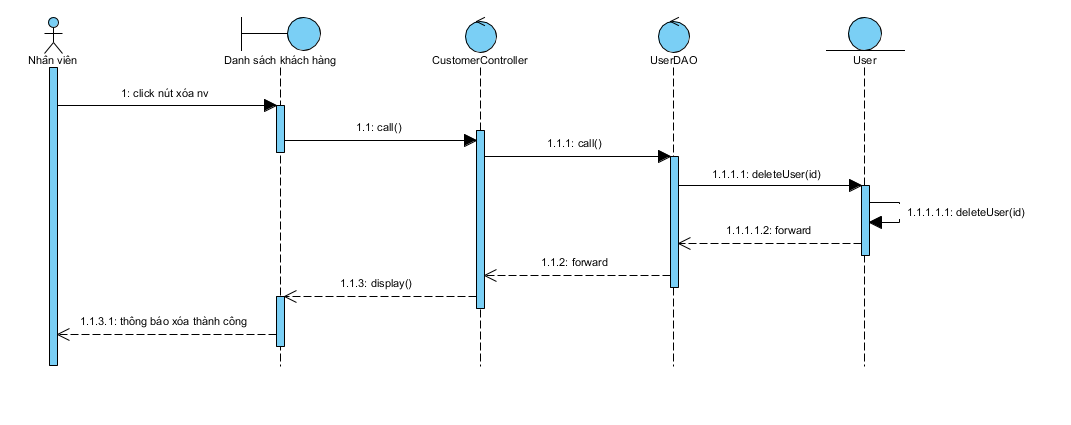 Nhân viên
Danh sách khách hàng
CustomerController
UserDAO
User
1: click nút xóa nv
1.1: call()
1.1.1: call()
1.1.1.1: deleteUser(id)
1.1.1.1.1: deleteUser(id)
1.1.1.1.2: forward
1.1.2: forward
1.1.3: display()
1.1.3.1: thông báo xóa thành công